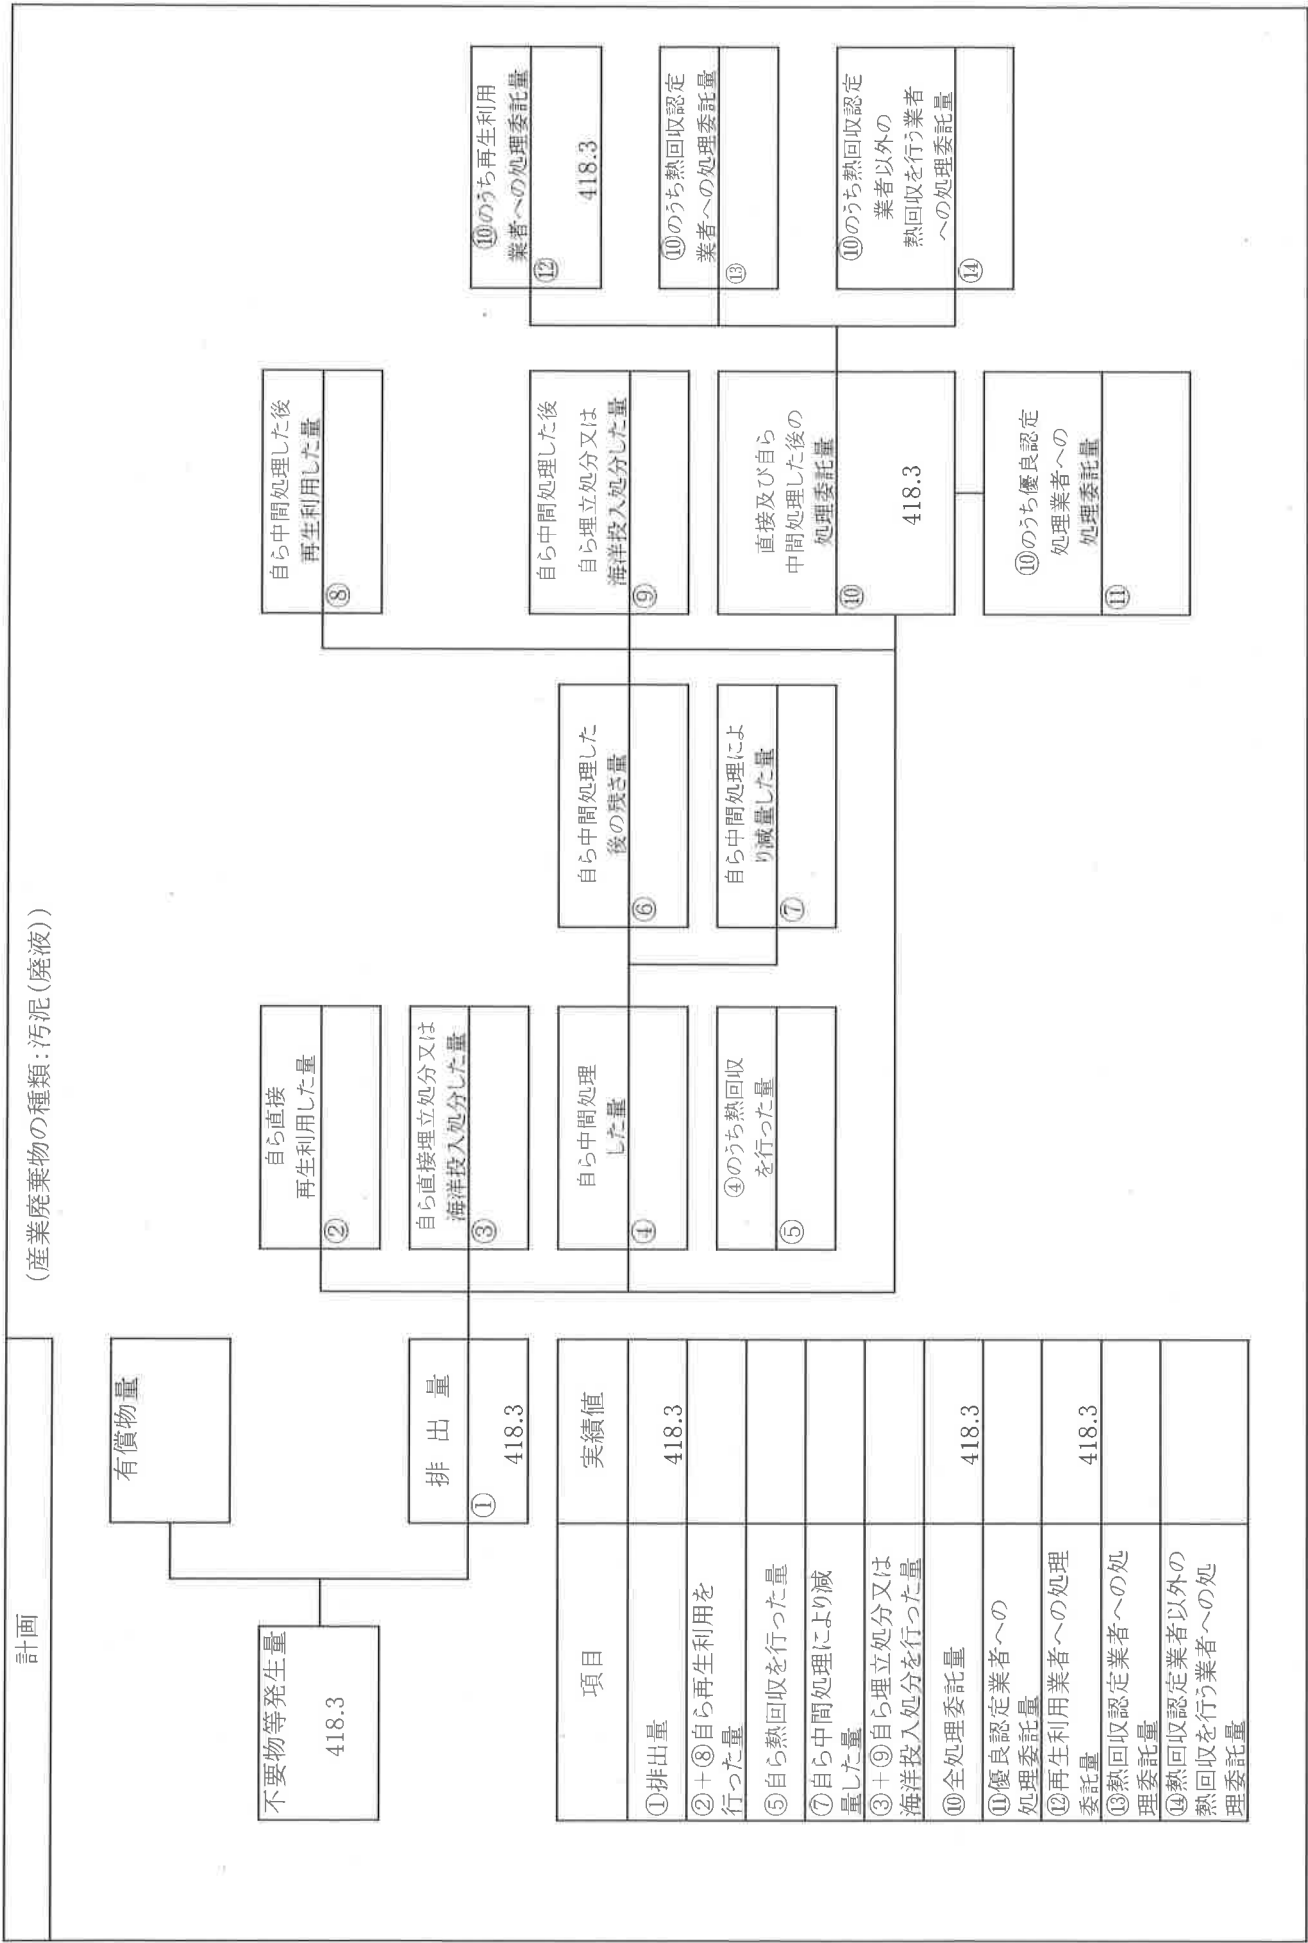 計画
(産業廃棄物の種類:汚泥(廃液))
有償物量
不要物等発生量
418.3
排 出 量
①
418.3
自ら直接
再生利用した量
②
自ら直接埋立処分又は
海洋投入処分した量
③
自ら中間処理
した量
④
④のうち熱回収
を行った量
⑤
自ら中間処理した
後の残さ量
⑥
自ら中間処理によ
り減量した量
⑦
自ら中間処理した後
再生利用した量
⑧
自ら中間処理した後
自ら埋立処分又は
海洋投入処分した量
⑨
直接及び自ら
中間処理した後の
処理委託量
⑩
418.3
⑩のうち優良認定
処理業者への
処理委託量
⑪
⑩のうち再生利用
業者への処理委託量
⑫
418.3
⑩のうち熱回収認定
業者への処理委託量
⑬
⑩のうち熱回収認定
業者以外の
熱回収を行う業者
への処理委託量
⑭
項目 実績値
①排出量 418.3
②+⑧自ら再生利用を
行った量
⑤自ら熱回収を行った量
⑦自ら中間処理により減
量した量
③+⑨自ら埋立処分又は
海洋投入処分を行った量
⑩全処理委託量 418.3
⑪優良認定業者への
処理委託量
⑫再生利用業者への処理
委託量 418.3
⑬熱回収認定業者への処
理委託量
⑭熱回収認定業者以外の
熱回収を行う業者への処
理委託量